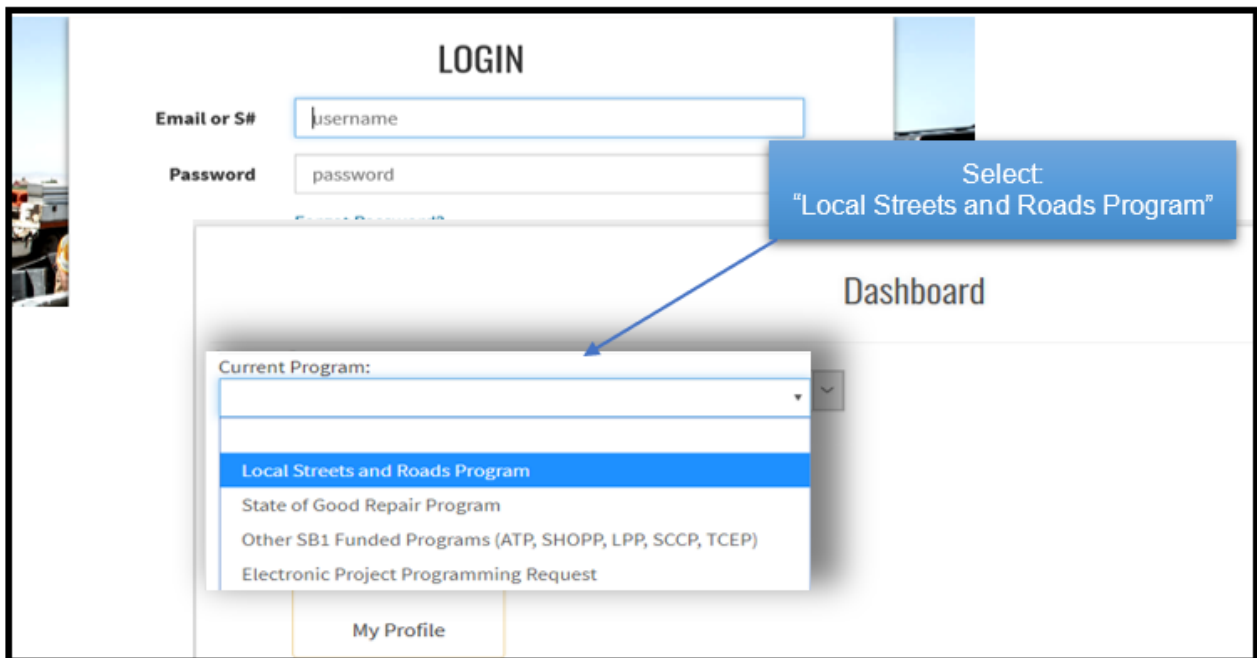 LOGIN
Email or S#
username
Password
password
Forgot Password?
Select:
“Local Streets and Roads Program”
Dashboard
Current Program:
Local Streets and Roads Program
State of Good Repair Program
Other SB1 Funded Programs (ATP, SHOPP, LPP, SCCP, TCEP)
Electronic Project Programming Request
My Profile